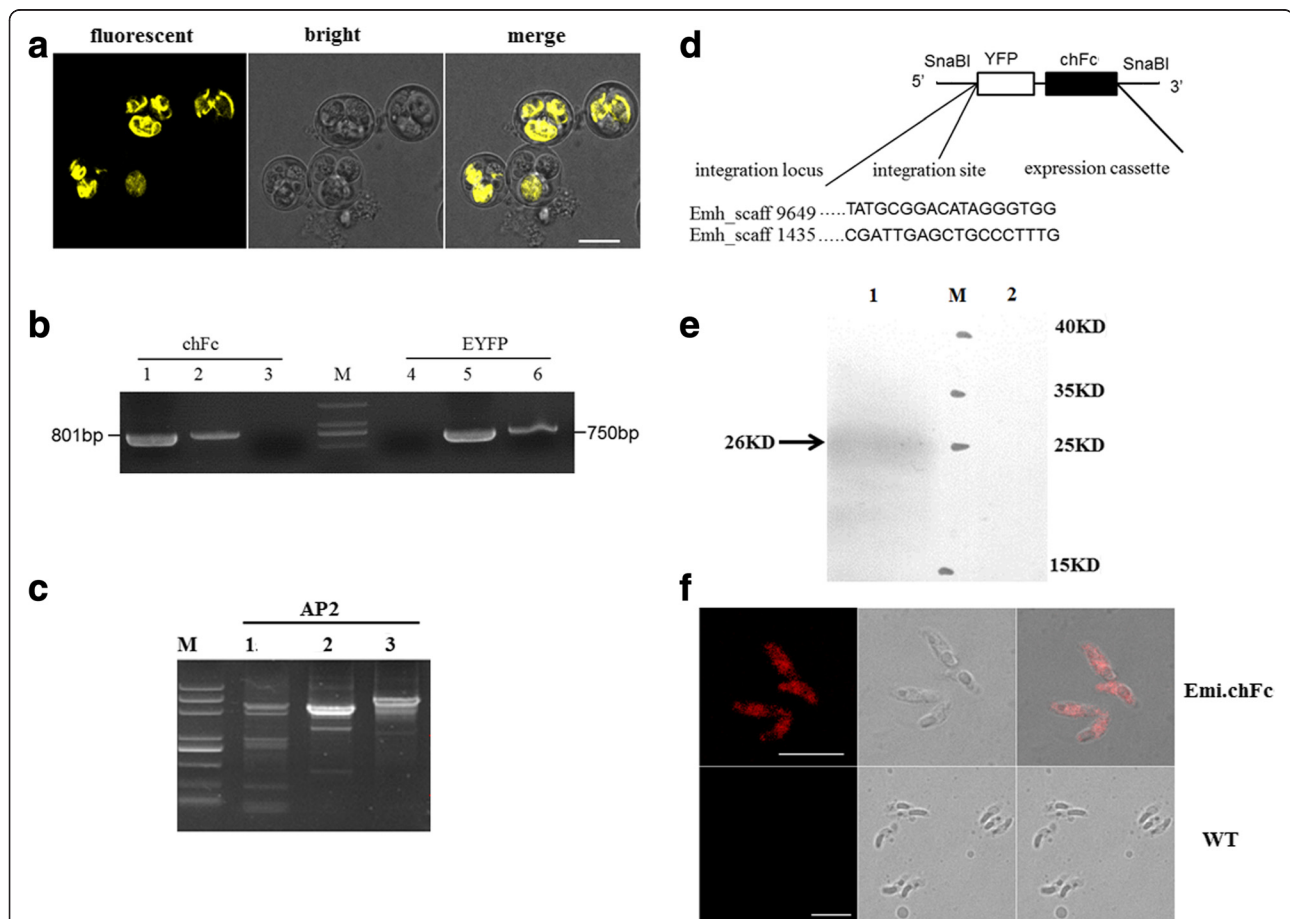 a
fluorescent bright merge
b
chFc EYFP
1 2 3 M 4 5 6
801bp 750bp
c
AP2
M 1. 2 3
d
SnaBI YFP chFc SnaBI
5’ 3’
integration locus integration site expression cassette
Emh_scaff 9649 .....TATGCGGACATAGGGTGG
Emh_scaff 1435 .....CGATTGAGCTGCCCTTTG
e
1 M 2
40KD
35KD
26KD 25KD
15KD
f
Emi.chFc
WT